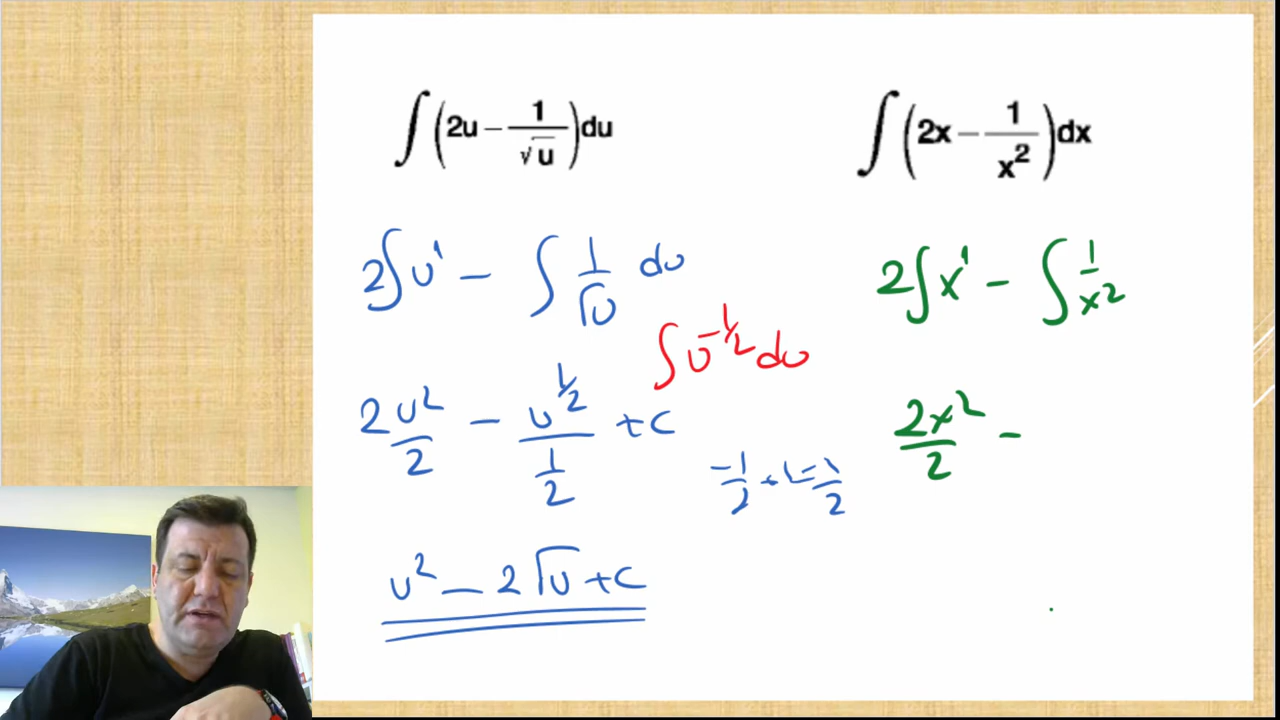 ∫(2u − 1/√u)du
2∫u¹ − ∫ 1/√u du
∫u^(-1/2) du
2u²/2 − u^(1/2)/(1/2) + c
-1/2 + 1 = 1/2
u² − 2√u + c
∫(2x − 1/x²)dx
2∫x¹ − ∫ 1/x²
2x²/2 −